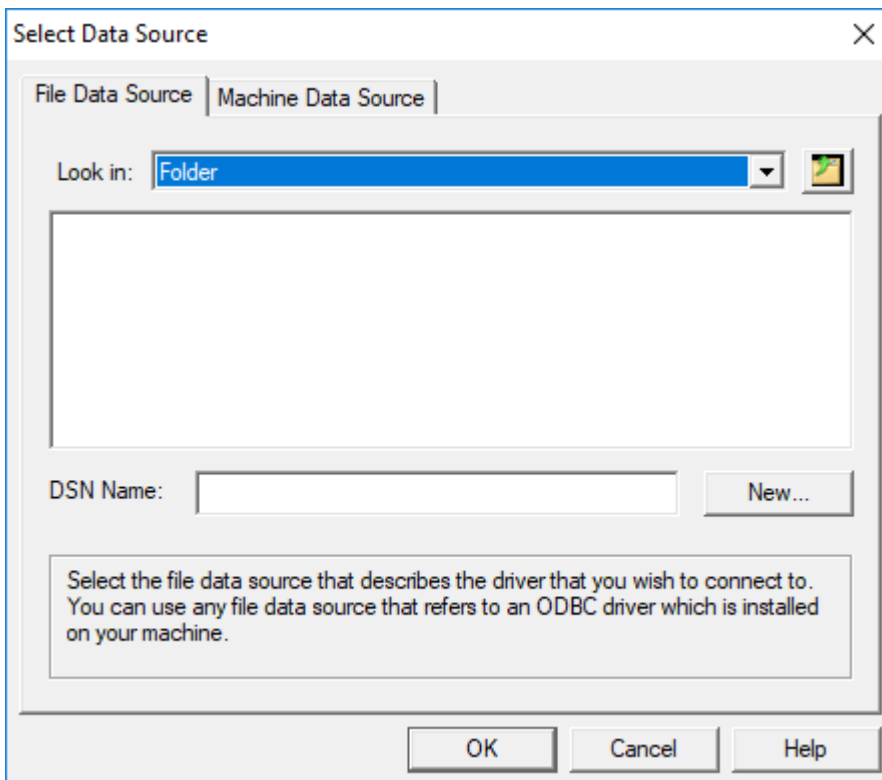 Select Data Source
File Data Source
Machine Data Source
Look in:
Folder
DSN Name:
New...
Select the file data source that describes the driver that you wish to connect to.
You can use any file data source that refers to an ODBC driver which is installed
on your machine.
OK
Cancel
Help